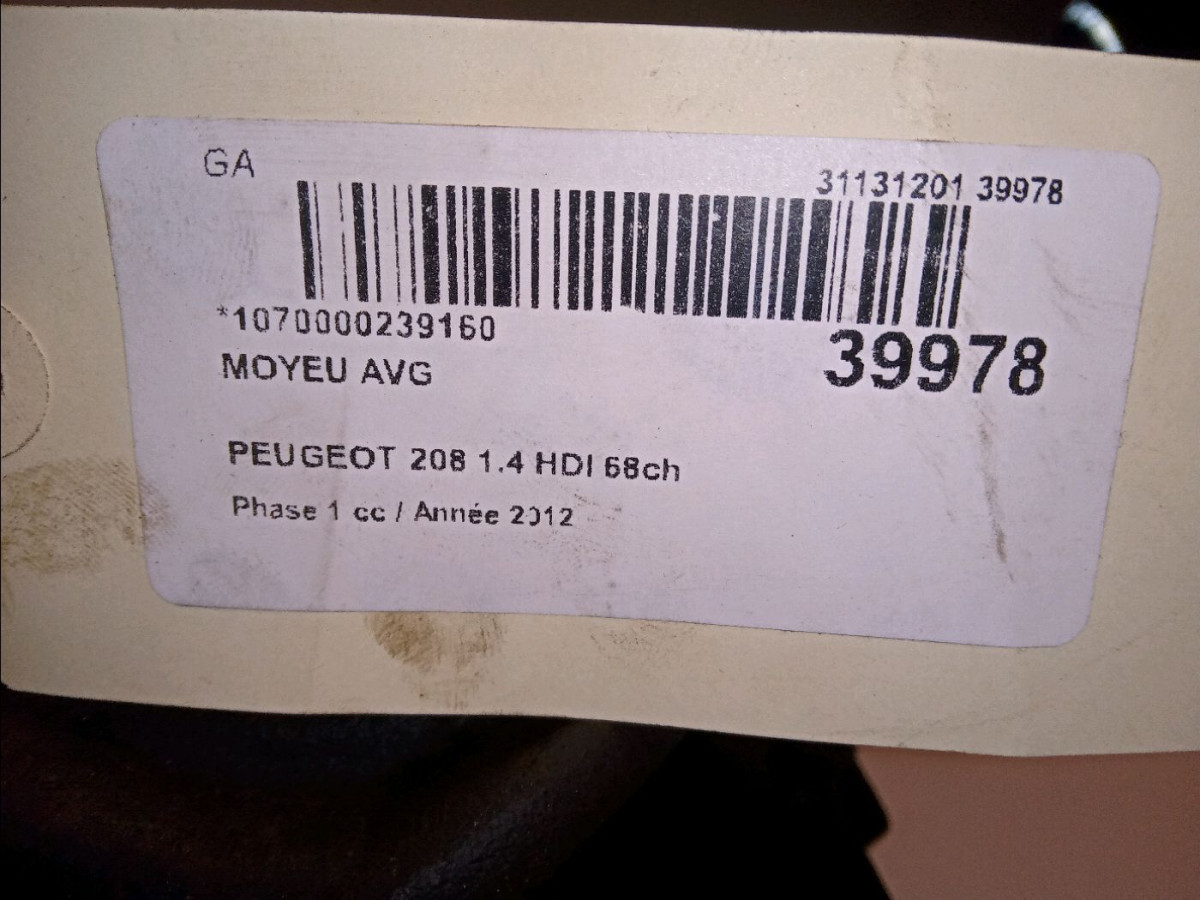 GA
31131201 39978
*1070000239160
39978
MOYEU AVG
PEUGEOT 208 1.4 HDI 68ch
Phase 1 cc / Année 2012